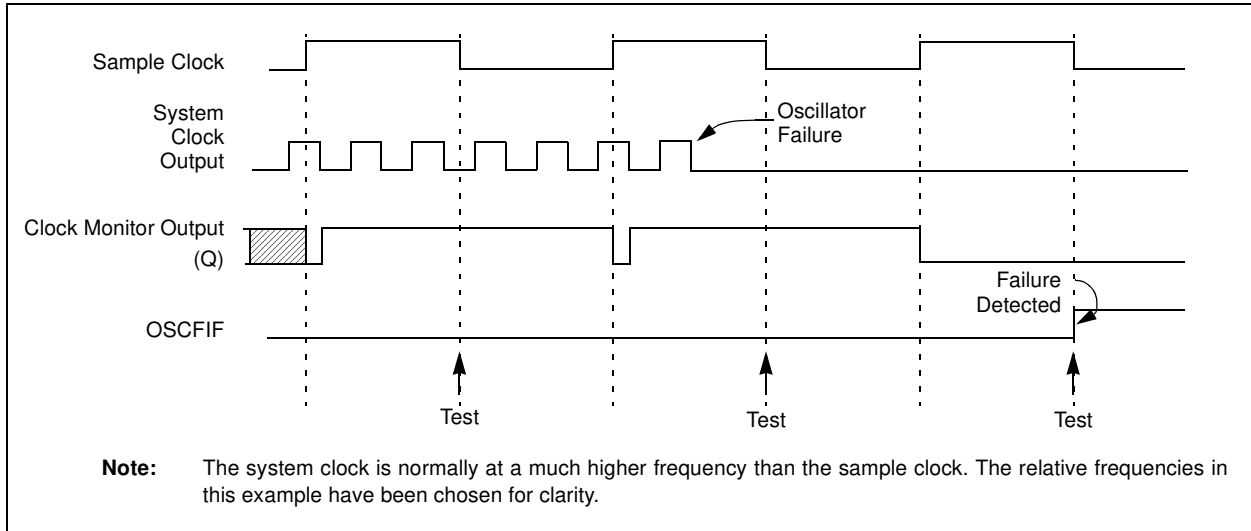 Sample Clock
System
Clock
Output
Oscillator
Failure
Clock Monitor Output
(Q)
Failure
Detected
OSCFIF
Test
Test
Test
Note: The system clock is normally at a much higher frequency than the sample clock. The relative frequencies in
this example have been chosen for clarity.